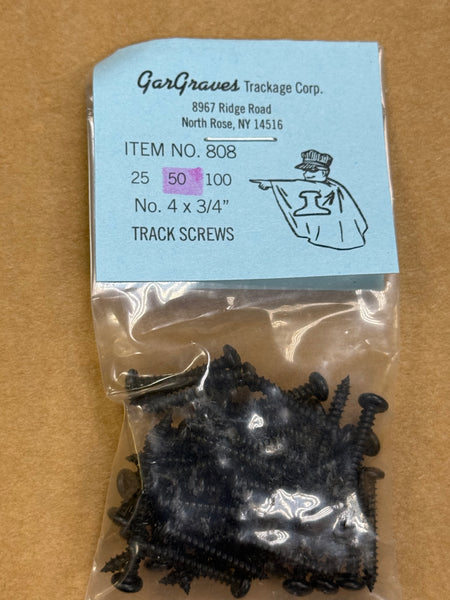 GarGraves Trackage Corp.
8967 Ridge Road
North Rose, NY 14516
ITEM NO. 808
25 50 100
No. 4 x 3/4"
TRACK SCREWS